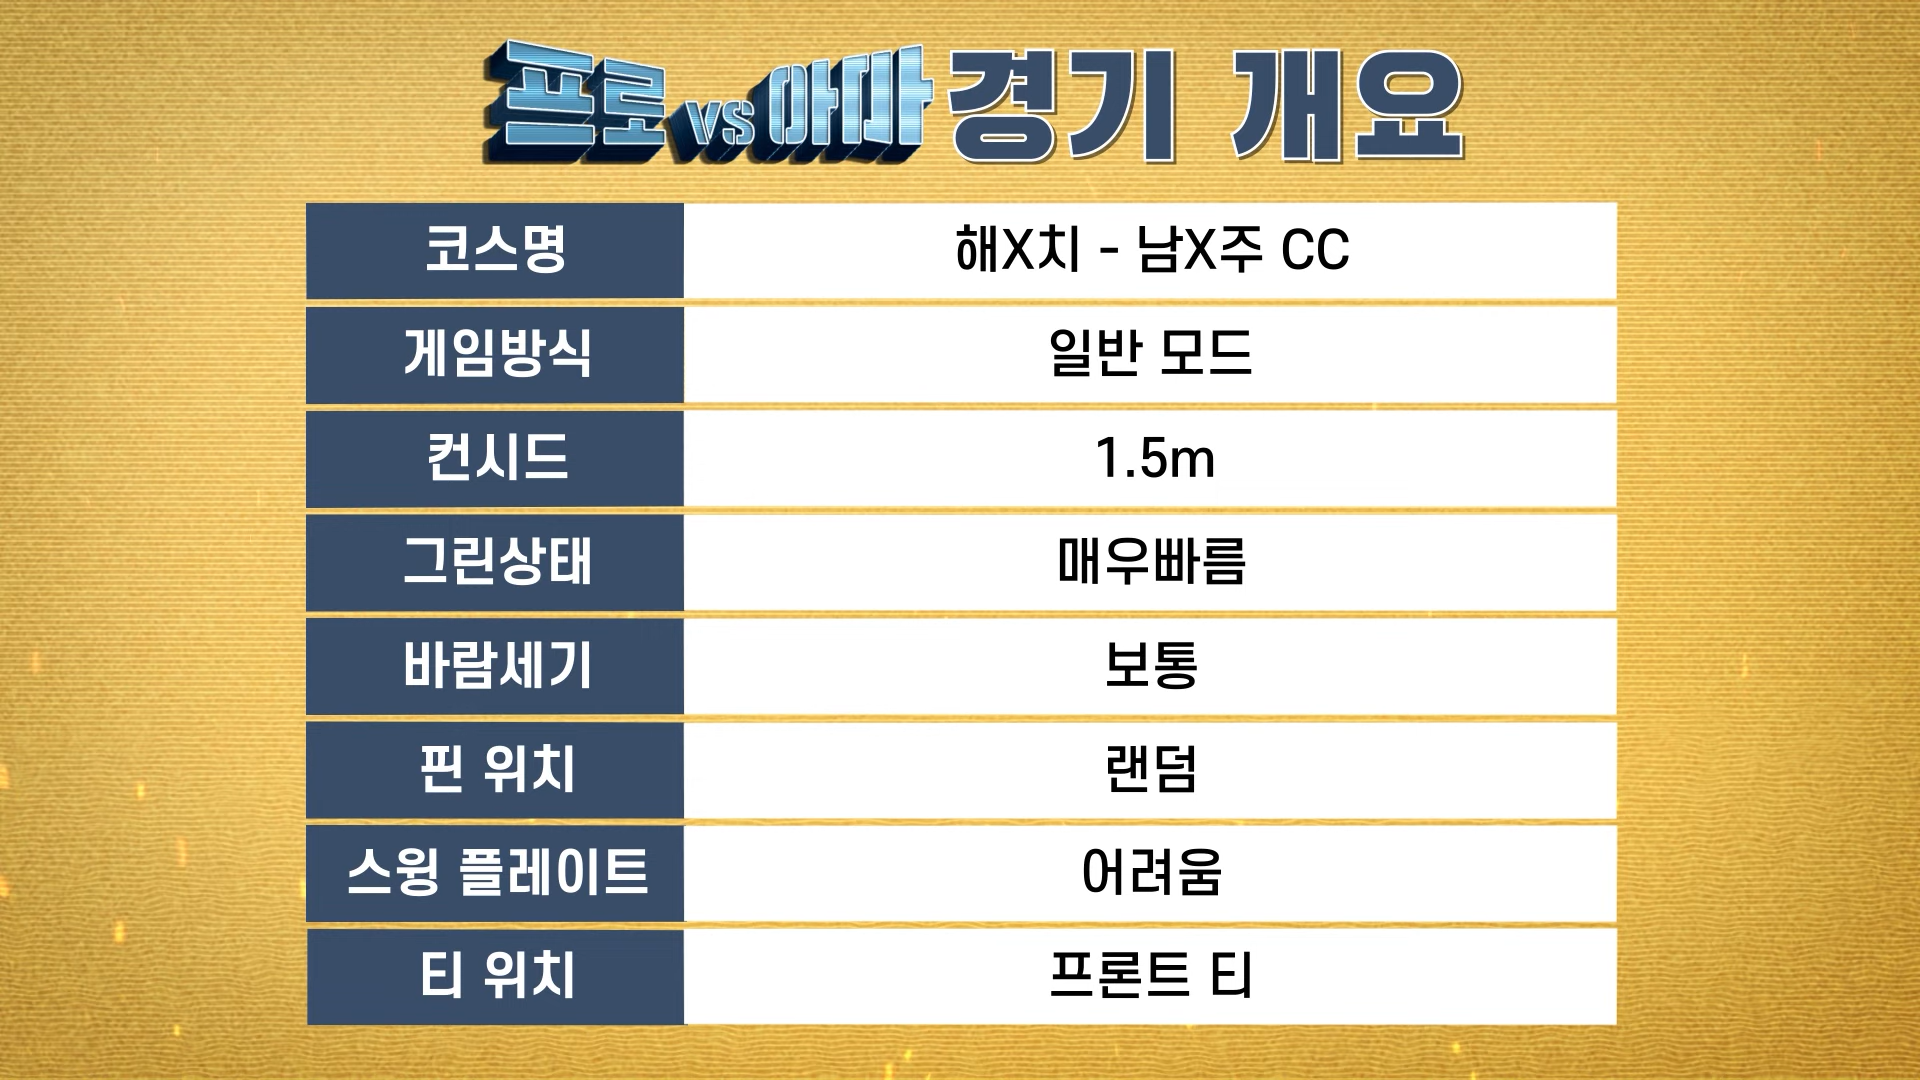 프로 vs 아마 경기 개요
코스명 해X치 - 남X주 CC
게임방식 일반 모드
컨시드 1.5m
그린상태 매우빠름
바람세기 보통
핀 위치 랜덤
스윙 플레이트 어려움
티 위치 프론트 티